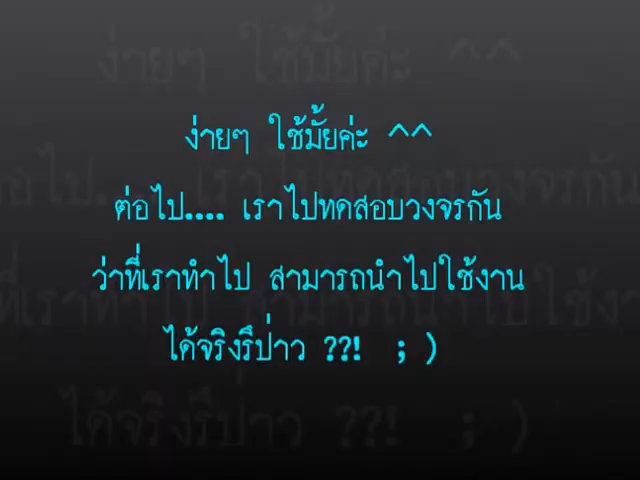 ง่ายๆ ใช้มั้ยค่ะ ^^
ต่อไป.... เราไปทดสอบวงจรกัน
ว่าที่เราทำไป สามารถนำไปใช้งาน
ได้จริงรึป่าว ??! ; )